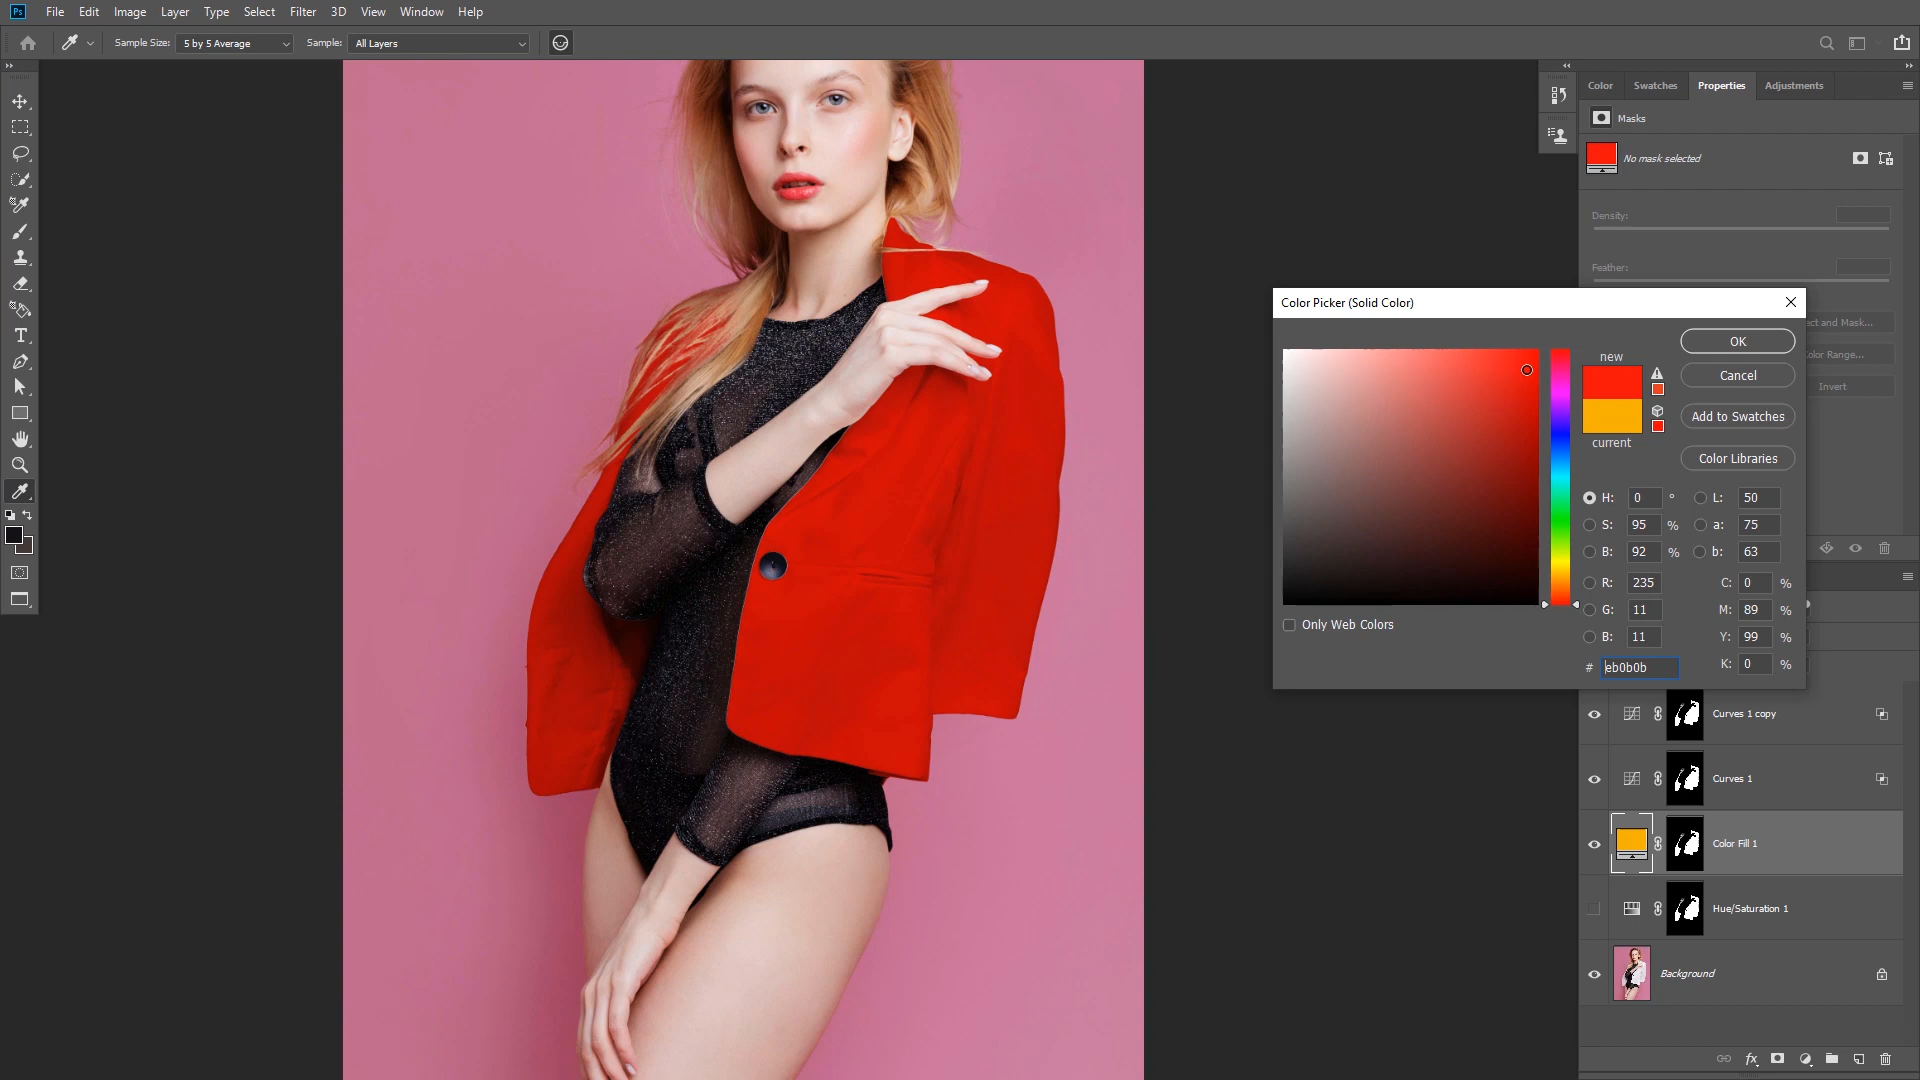 Ps File Edit Image Layer Type Select Filter 3D View Window Help
Sample Size: 5 by 5 Average Sample: All Layers
Color Swatches Properties Adjustments
Masks
No mask selected
Density:
Feather:
ect and Mask...
olor Range...
Invert
Color Picker (Solid Color)
new
current
OK
Cancel
Add to Swatches
Color Libraries
H: 0 ° L: 50
S: 95 % a: 75
B: 92 % b: 63
R: 235 C: 0 %
G: 11 M: 89 %
B: 11 Y: 99 %
# eb0b0b K: 0 %
Only Web Colors
Curves 1 copy
Curves 1
Color Fill 1
Hue/Saturation 1
Background
fx